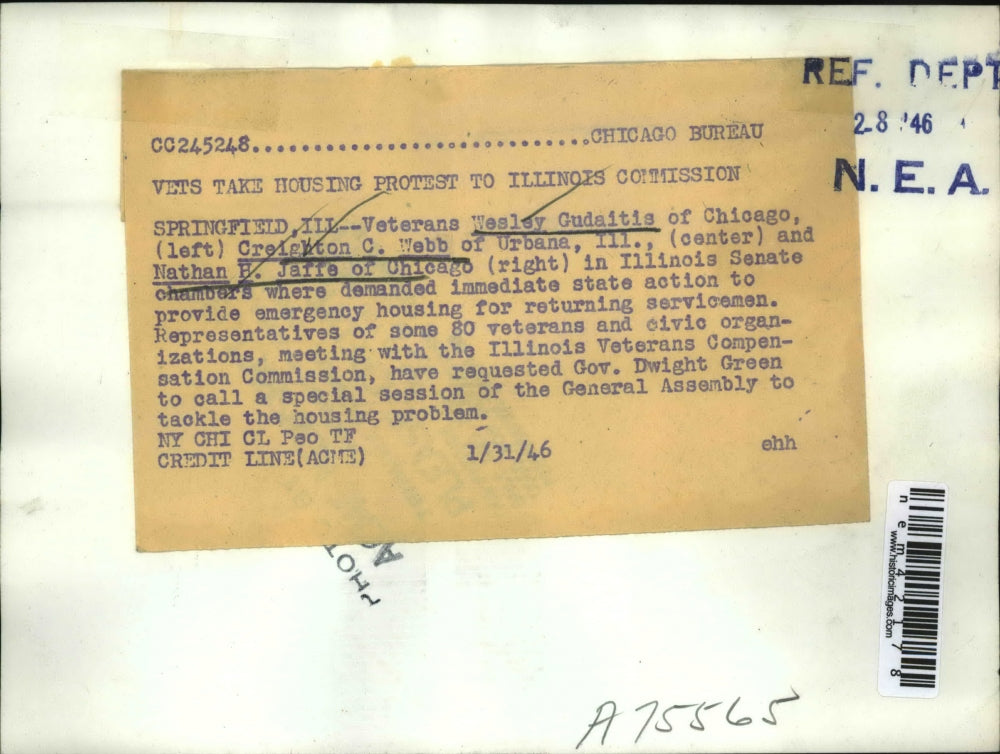 REF. DEPT
2-8 '46
N. E. A.
CC245248..............................CHICAGO BUREAU
VETS TAKE HOUSING PROTEST TO ILLINOIS COMMISSION
SPRINGFIELD,ILL--Veterans Wesley Gudaitis of Chicago,
(left) Creighton C. Webb of Urbana, Ill., (center) and
Nathan H. Jaffe of Chicago (right) in Illinois Senate
chambers where demanded immediate state action to
provide emergency housing for returning servicemen.
Representatives of some 80 veterans and civic organ-
izations, meeting with the Illinois Veterans Compen-
sation Commission, have requested Gov. Dwight Green
to call a special session of the General Assembly to
tackle the housing problem.
NY CHI CL Peo TF
CREDIT LINE(ACME) 1/31/46 ehh
PHOT
AC
nem42178
www.historicimages.com
A75565